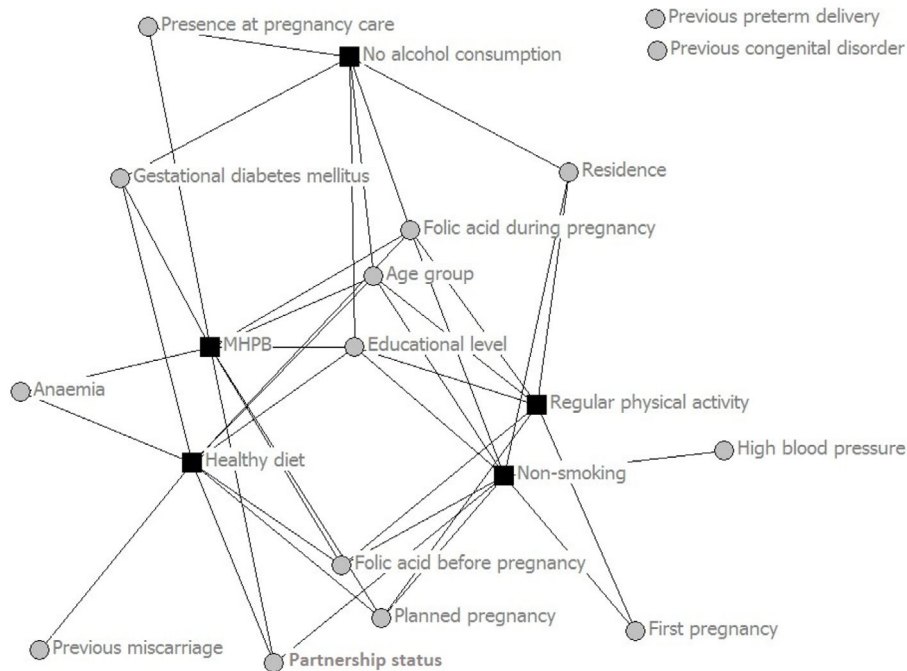 Previous preterm delivery
Presence at pregnancy care
Previous congenital disorder
No alcohol consumption
Gestational diabetes mellitus
Residence
Folic acid during pregnancy
Age group
MHPB
Educational level
Anaemia
Regular physical activity
High blood pressure
Healthy diet
Non-smoking
Folic acid before pregnancy
Planned pregnancy
First pregnancy
Previous miscarriage
Partnership status